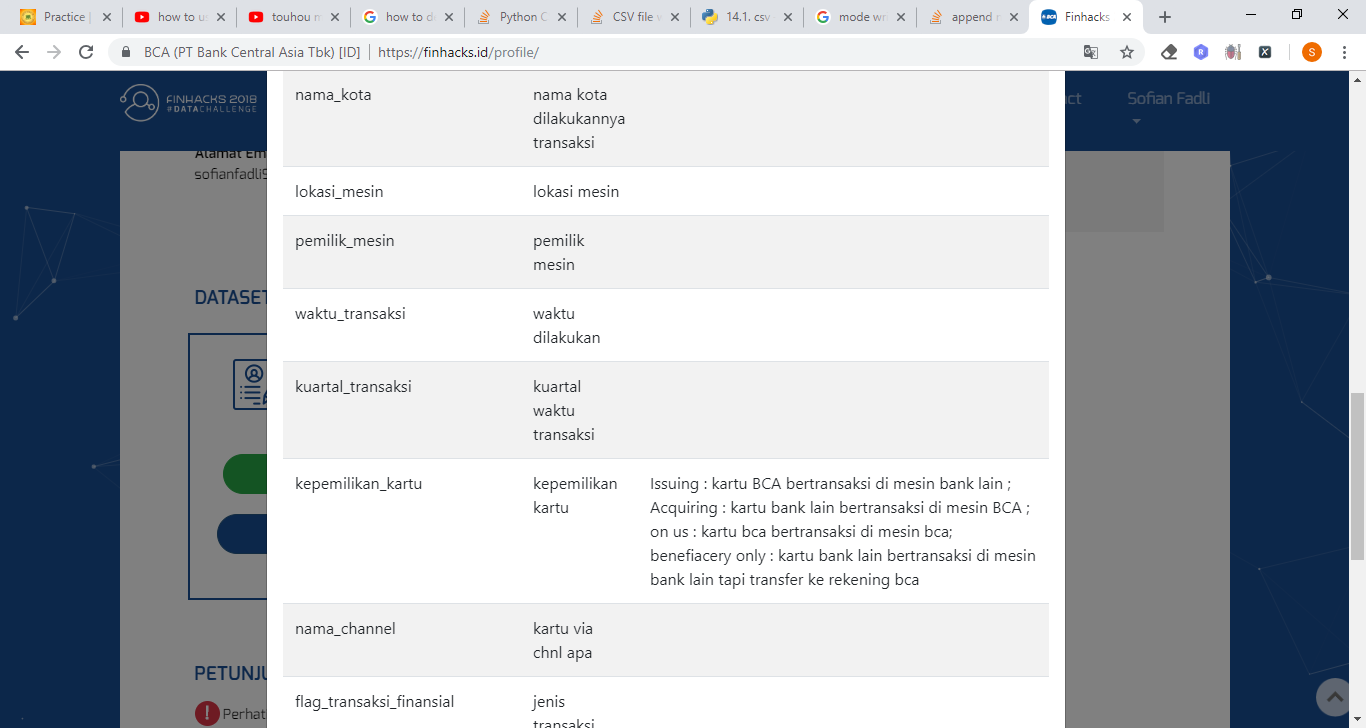 Practice
how to us
touhou m
how to de
Python C
CSV file w
14.1. csv
mode wri
append r
Finhacks
BCA (PT Bank Central Asia Tbk) [ID]
https://finhacks.id/profile/
R
X
S
FINHACKS 2018
#DATACHALLENGE
act
Sofian Fadli
Alamat Em
sofianfadli9
DATASET
PETUNJU
Perhat
nama_kota
nama kota
dilakukannya
transaksi
lokasi_mesin
lokasi mesin
pemilik_mesin
pemilik
mesin
waktu_transaksi
waktu
dilakukan
kuartal_transaksi
kuartal
waktu
transaksi
kepemilikan_kartu
kepemilikan
kartu
Issuing : kartu BCA bertransaksi di mesin bank lain ;
Acquiring : kartu bank lain bertransaksi di mesin BCA ;
on us : kartu bca bertransaksi di mesin bca;
benefiacery only : kartu bank lain bertransaksi di mesin
bank lain tapi transfer ke rekening bca
nama_channel
kartu via
chnl apa
flag_transaksi_finansial
jenis
transaksi